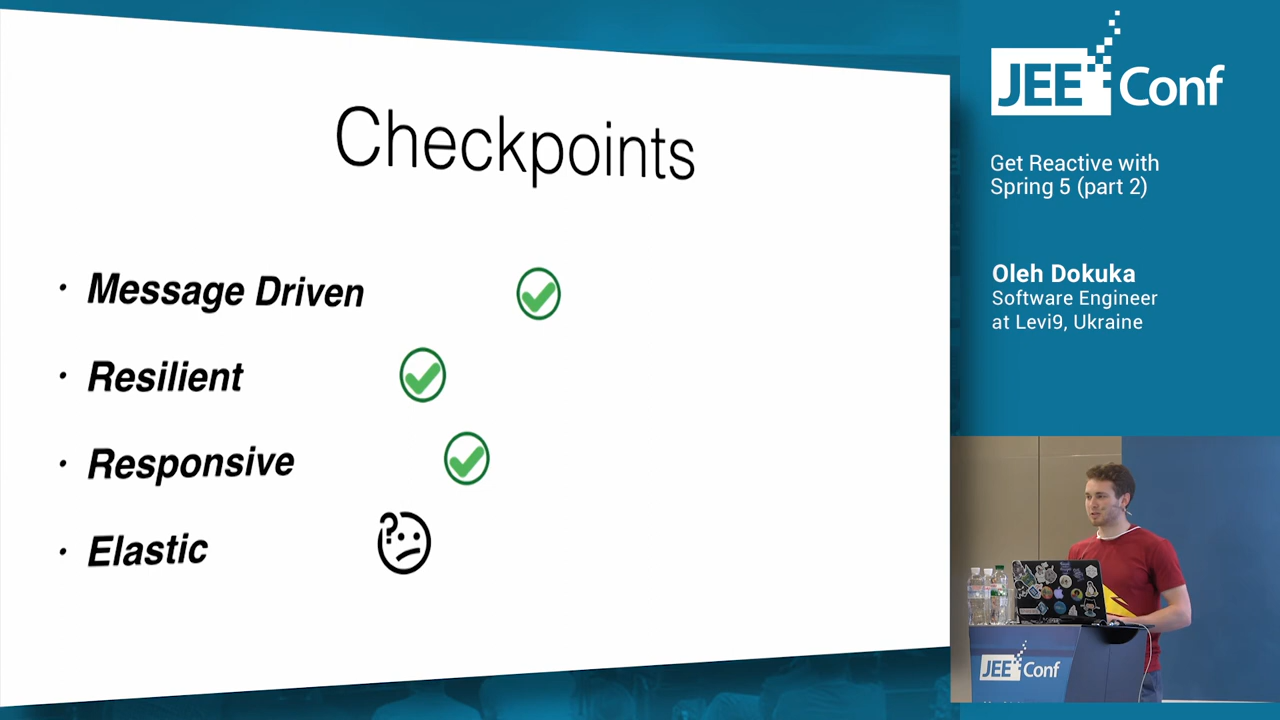 Checkpoints
• Message Driven
• Resilient
• Responsive
• Elastic
?
JEE Conf
Get Reactive with
Spring 5 (part 2)
Oleh Dokuka
Software Engineer
at Levi9, Ukraine
JEE Conf